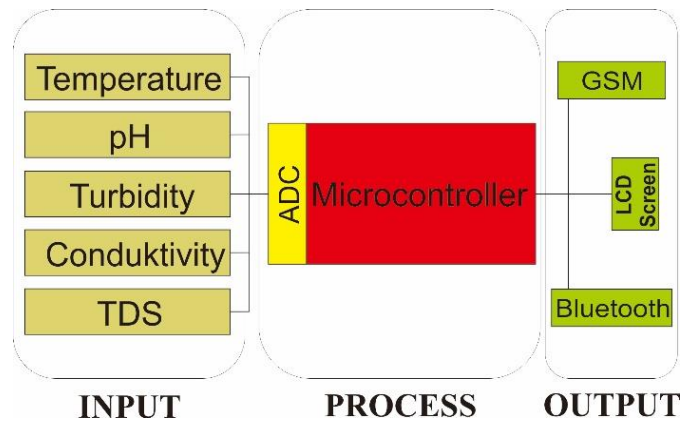 Temperature
pH
Turbidity
Conduktivity
TDS
ADC
Microcontroller
GSM
LCD
Screen
Bluetooth
INPUT
PROCESS
OUTPUT